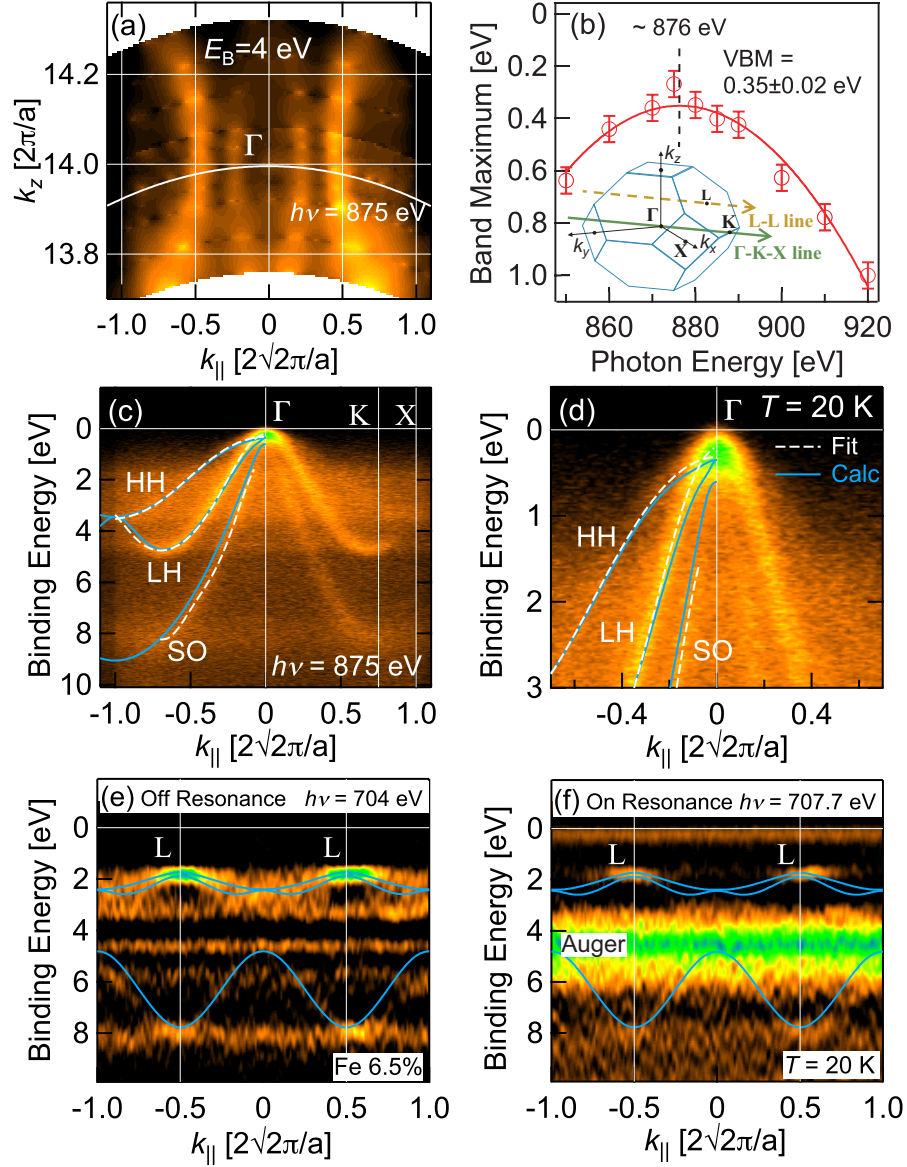 (a)
E_B=4 eV
Γ
hν = 875 eV
14.2
14.0
13.8
k_z [2π/a]
-1.0 -0.5 0 0.5 1.0
k_|| [2√2π/a]
(b)
~ 876 eV
VBM =
0.35±0.02 eV
k_z
L
Γ
K
L-L line
k_y
X
k_x
Γ-K-X line
0
0.2
0.4
0.6
0.8
1.0
Band Maximum [eV]
860 880 900 920
Photon Energy [eV]
(c)
Γ K X
HH
LH
SO
hν = 875 eV
0
2
4
6
8
10
Binding Energy [eV]
-1.0 -0.5 0 0.5 1.0
k_|| [2√2π/a]
(d)
Γ
T = 20 K
Fit
Calc
HH
LH
SO
0
1
2
3
Binding Energy [eV]
-0.4 0 0.4
k_|| [2√2π/a]
(e) Off Resonance hν = 704 eV
L L
Fe 6.5%
0
2
4
6
8
Binding Energy [eV]
-1.0 -0.5 0 0.5 1.0
k_|| [2√2π/a]
(f) On Resonance hν = 707.7 eV
L L
Auger
T = 20 K
0
2
4
6
8
Binding Energy [eV]
-1.0 -0.5 0 0.5 1.0
k_|| [2√2π/a]